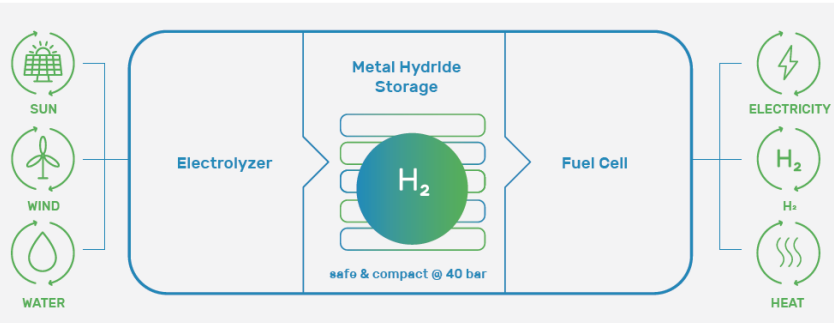 SUN
WIND
WATER
Electrolyzer
Metal Hydride
Storage
H₂
safe & compact @ 40 bar
Fuel Cell
ELECTRICITY
H₂
H₂
HEAT